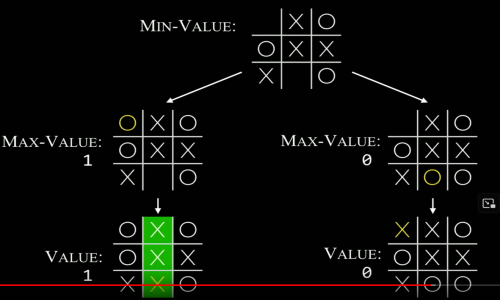 MIN-VALUE:
X O
O X X
X O
MAX-VALUE:
1
O X O
O X X
X O
MAX-VALUE:
0
X O
O X X
X O O
VALUE:
1
O X O
O X X
X X O
VALUE:
0
X X O
O X X
X O O